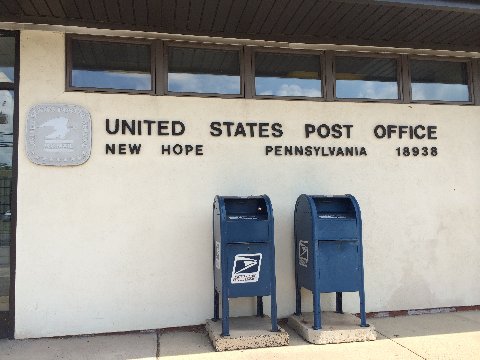 UNITED STATES POST OFFICE
NEW HOPE PENNSYLVANIA 18938